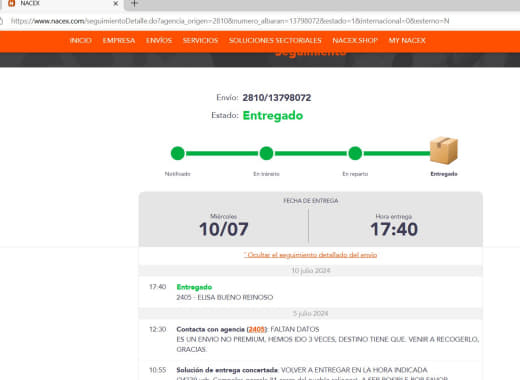 NACEX
https://www.nacex.com/seguimientoDetalle.do?agencia_origen=2810&numero_albaran=13798072&estado=1&internacional=0&externo=N
INICIO EMPRESA ENVÍOS SERVICIOS SOLUCIONES SECTORIALES NACEX.SHOP MY NACEX
Seguimiento
Envío: 2810/13798072
Estado: Entregado
Notificado En tránsito En reparto Entregado
FECHA DE ENTREGA
Miércoles Hora entrega
10/07 17:40
Ocultar el seguimiento detallado del envío
10 julio 2024
17:40 Entregado
2405 - ELISA BUENO REINOSO
5 julio 2024
12:30 Contacta con agencia (2405): FALTAN DATOS
ES UN ENVIO NO PREMIUM, HEMOS IDO 3 VECES, DESTINO TIENE QUE. VENIR A RECOGERLO,
GRACIAS.
10:55 Solución de entrega concertada: VOLVER A ENTREGAR EN LA HORA INDICADA